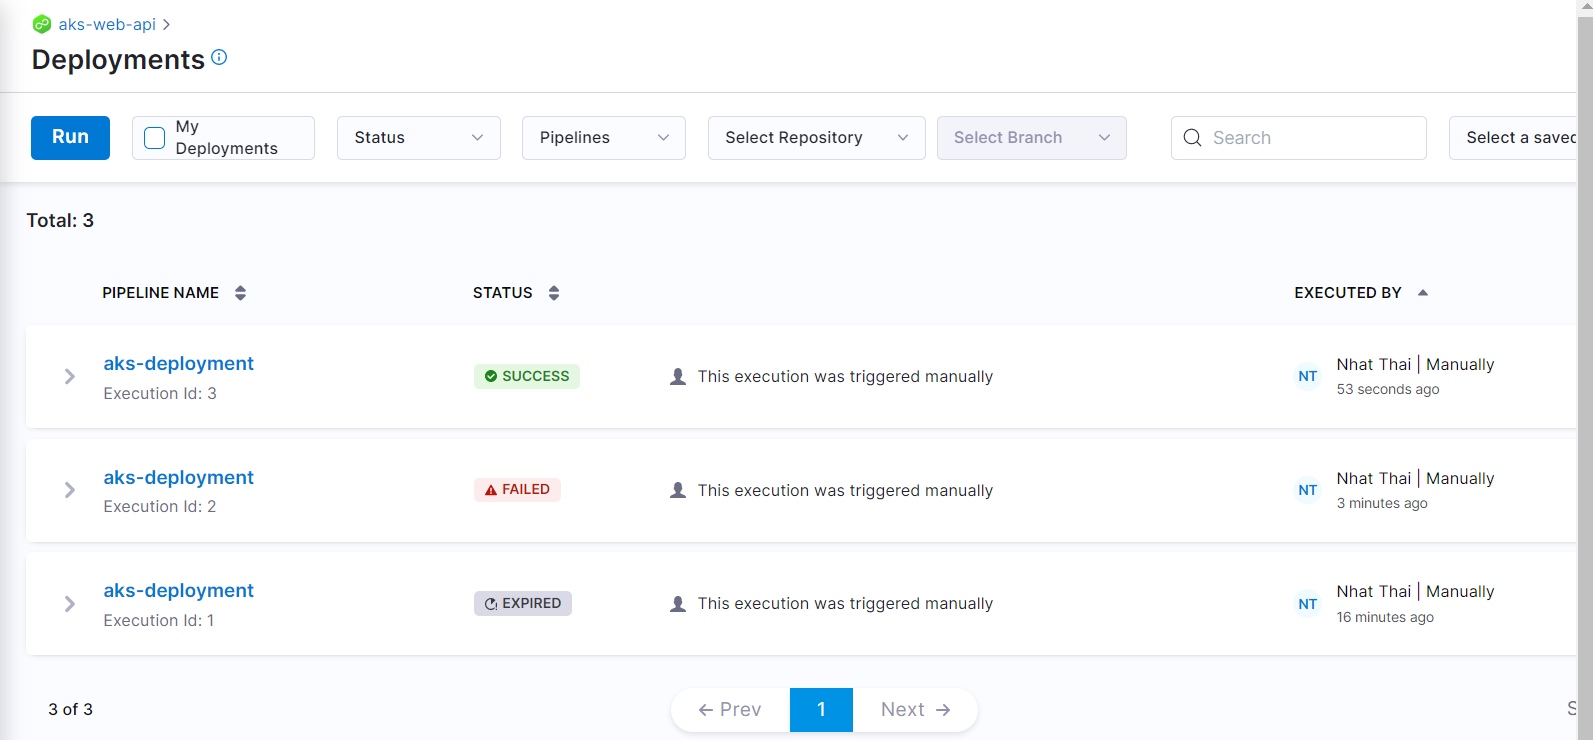 aks-web-api
Deployments
Run
My
Deployments
Status
Pipelines
Select Repository
Select Branch
Search
Select a saved
Total: 3
PIPELINE NAME
STATUS
EXECUTED BY
aks-deployment
Execution Id: 3
SUCCESS
This execution was triggered manually
NT
Nhat Thai | Manually
53 seconds ago
aks-deployment
Execution Id: 2
FAILED
This execution was triggered manually
NT
Nhat Thai | Manually
3 minutes ago
aks-deployment
Execution Id: 1
EXPIRED
This execution was triggered manually
NT
Nhat Thai | Manually
16 minutes ago
3 of 3
← Prev
1
Next →